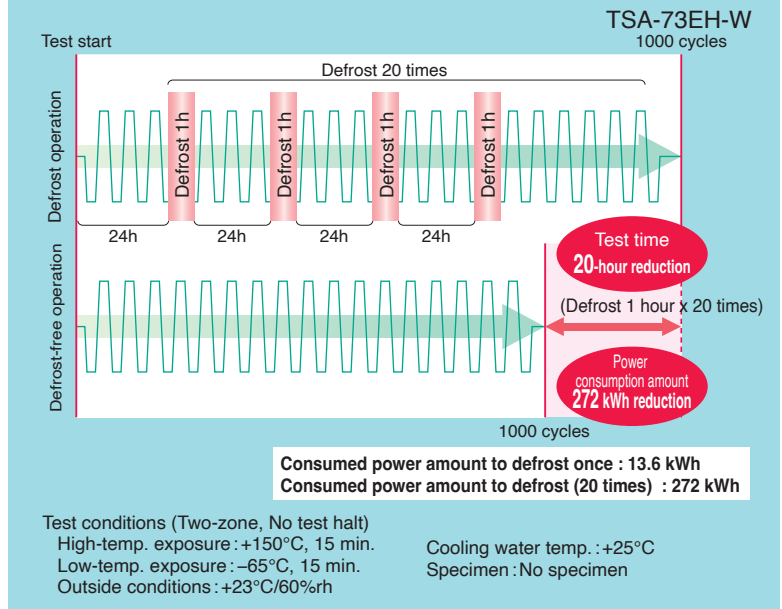 TSA-73EH-W
Test start
1000 cycles
Defrost 20 times
Defrost operation
Defrost 1h
Defrost 1h
Defrost 1h
Defrost 1h
24h
24h
24h
24h
Test time
20-hour reduction
Defrost-free operation
(Defrost 1 hour x 20 times)
Power
consumption amount
272 kWh reduction
1000 cycles
Consumed power amount to defrost once : 13.6 kWh
Consumed power amount to defrost (20 times) : 272 kWh
Test conditions (Two-zone, No test halt)
High-temp. exposure : +150°C, 15 min.
Low-temp. exposure : –65°C, 15 min.
Outside conditions : +23°C/60%rh
Cooling water temp. : +25°C
Specimen : No specimen